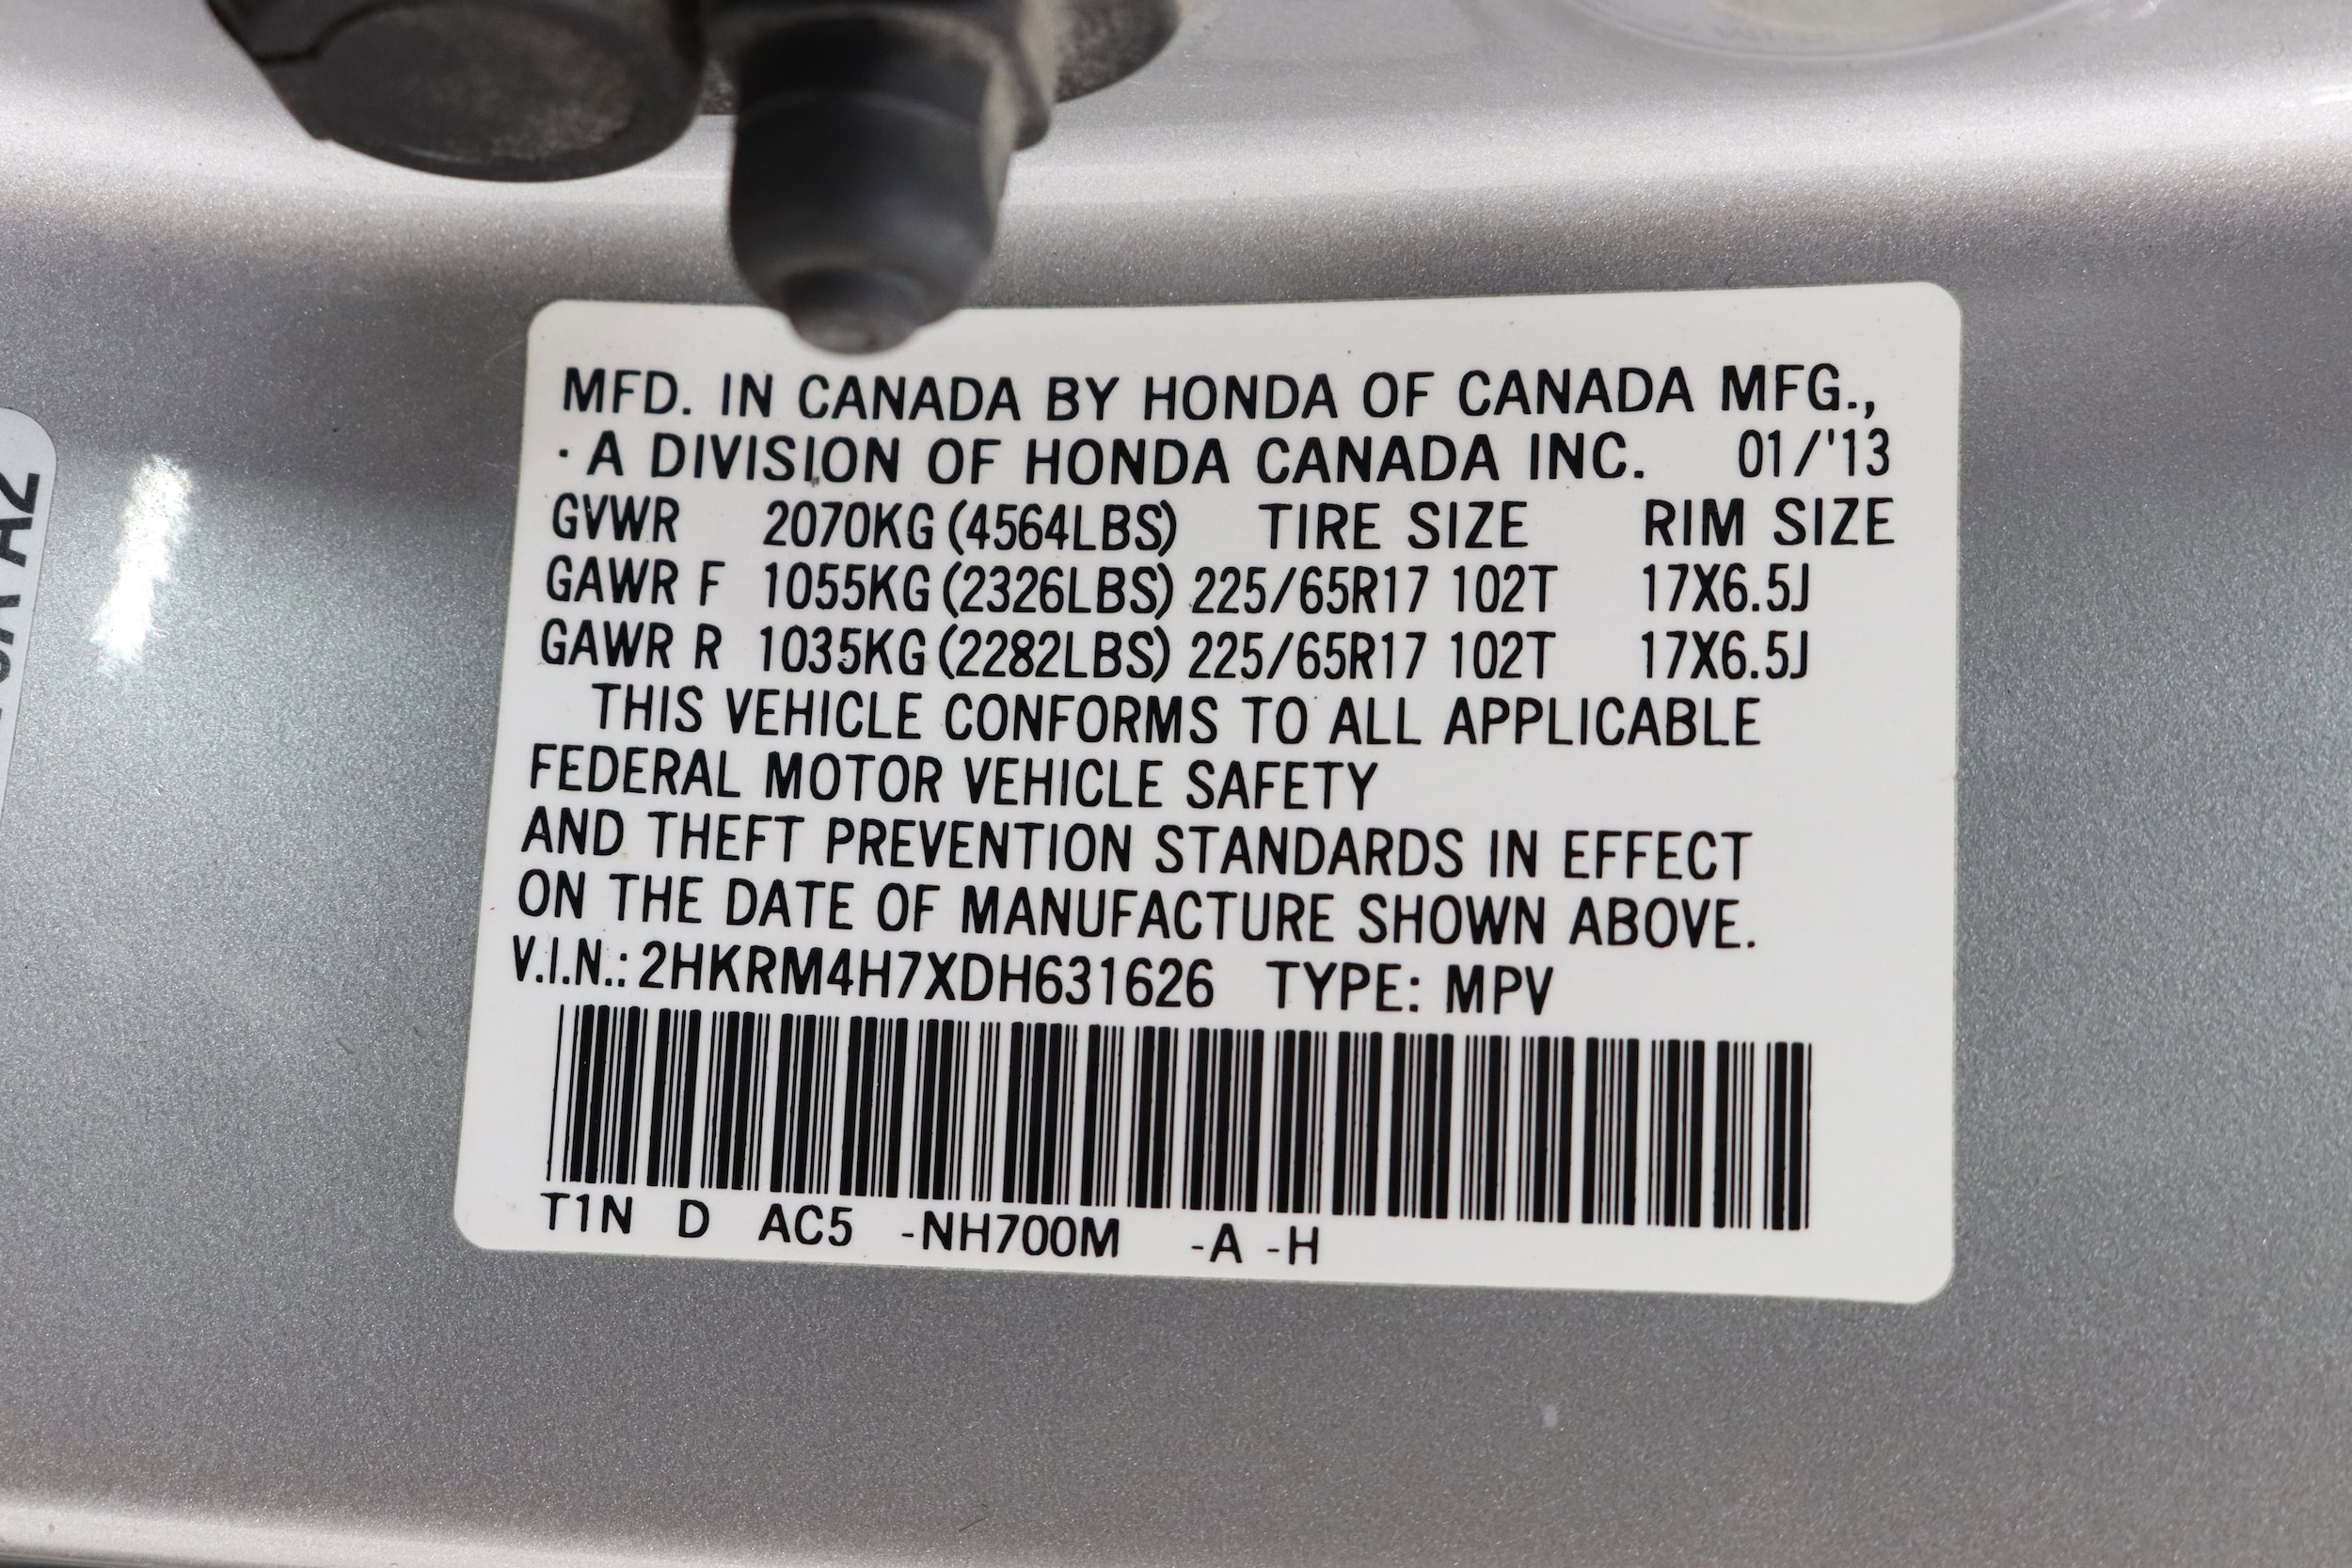 MFD. IN CANADA BY HONDA OF CANADA MFG.,
· A DIVISION OF HONDA CANADA INC. 01/'13
GVWR 2070KG (4564LBS) TIRE SIZE RIM SIZE
GAWR F 1055KG (2326LBS) 225/65R17 102T 17X6.5J
GAWR R 1035KG (2282LBS) 225/65R17 102T 17X6.5J
THIS VEHICLE CONFORMS TO ALL APPLICABLE
FEDERAL MOTOR VEHICLE SAFETY
AND THEFT PREVENTION STANDARDS IN EFFECT
ON THE DATE OF MANUFACTURE SHOWN ABOVE.
V.I.N.: 2HKRM4H7XDH631626 TYPE: MPV
T1N D AC5 -NH700M -A -H
A2